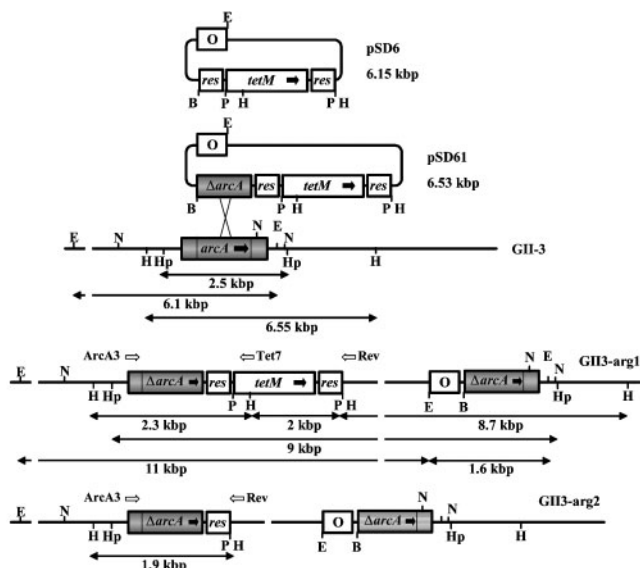 E
O
pSD6
6.15 kbp
res tetM res
B P H P H
E
O
pSD61
6.53 kbp
ΔarcA res tetM res
B P H P H
E N H Hp arcA N E N Hp H GII-3
2.5 kbp
6.1 kbp
6.55 kbp
ArcA3 Tet7 Rev
GII3-arg1
E N ΔarcA res tetM res O ΔarcA N E N
H Hp P H P H E B Hp H
2.3 kbp 2 kbp 8.7 kbp
9 kbp
11 kbp 1.6 kbp
ArcA3 Rev
GII3-arg2
E N ΔarcA res O ΔarcA N
H Hp P H E B Hp H
1.9 kbp